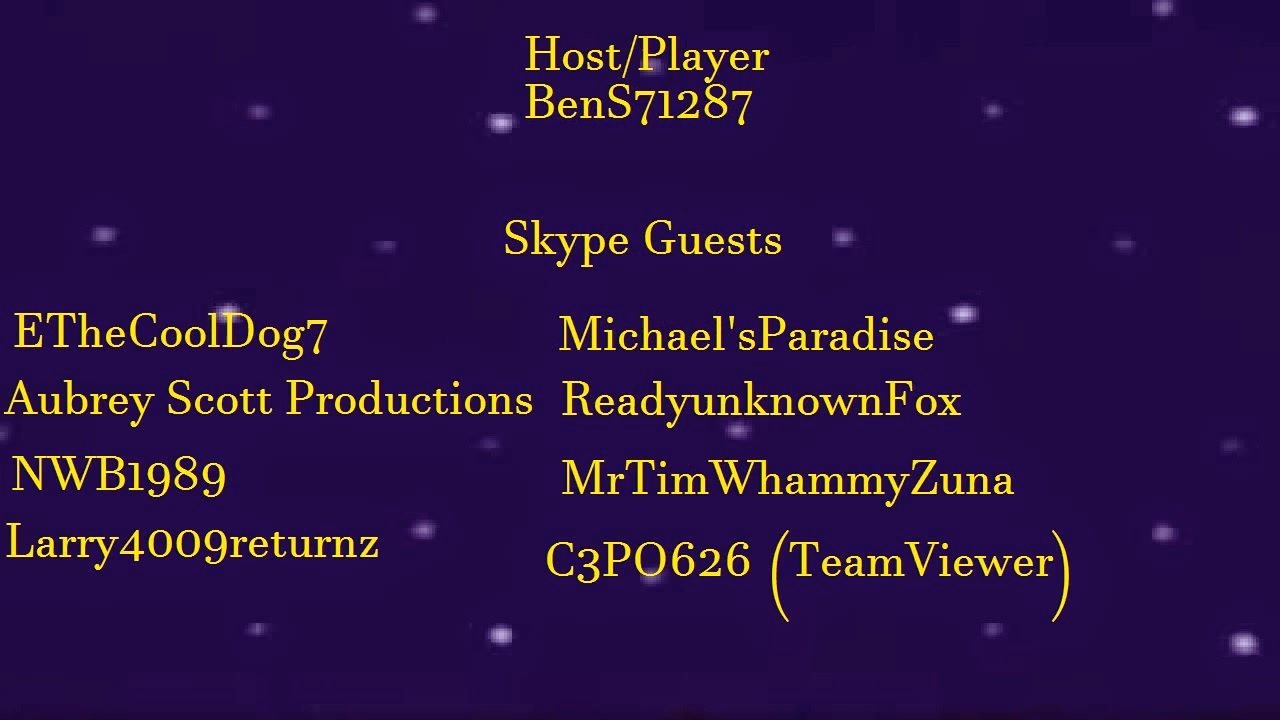 Host/Player
BenS71287
Skype Guests
ETheCoolDog7
Michael'sParadise
Aubrey Scott Productions
ReadyunknownFox
NWB1989
MrTimWhammyZuna
Larry4009returnz
C3PO626 (TeamViewer)